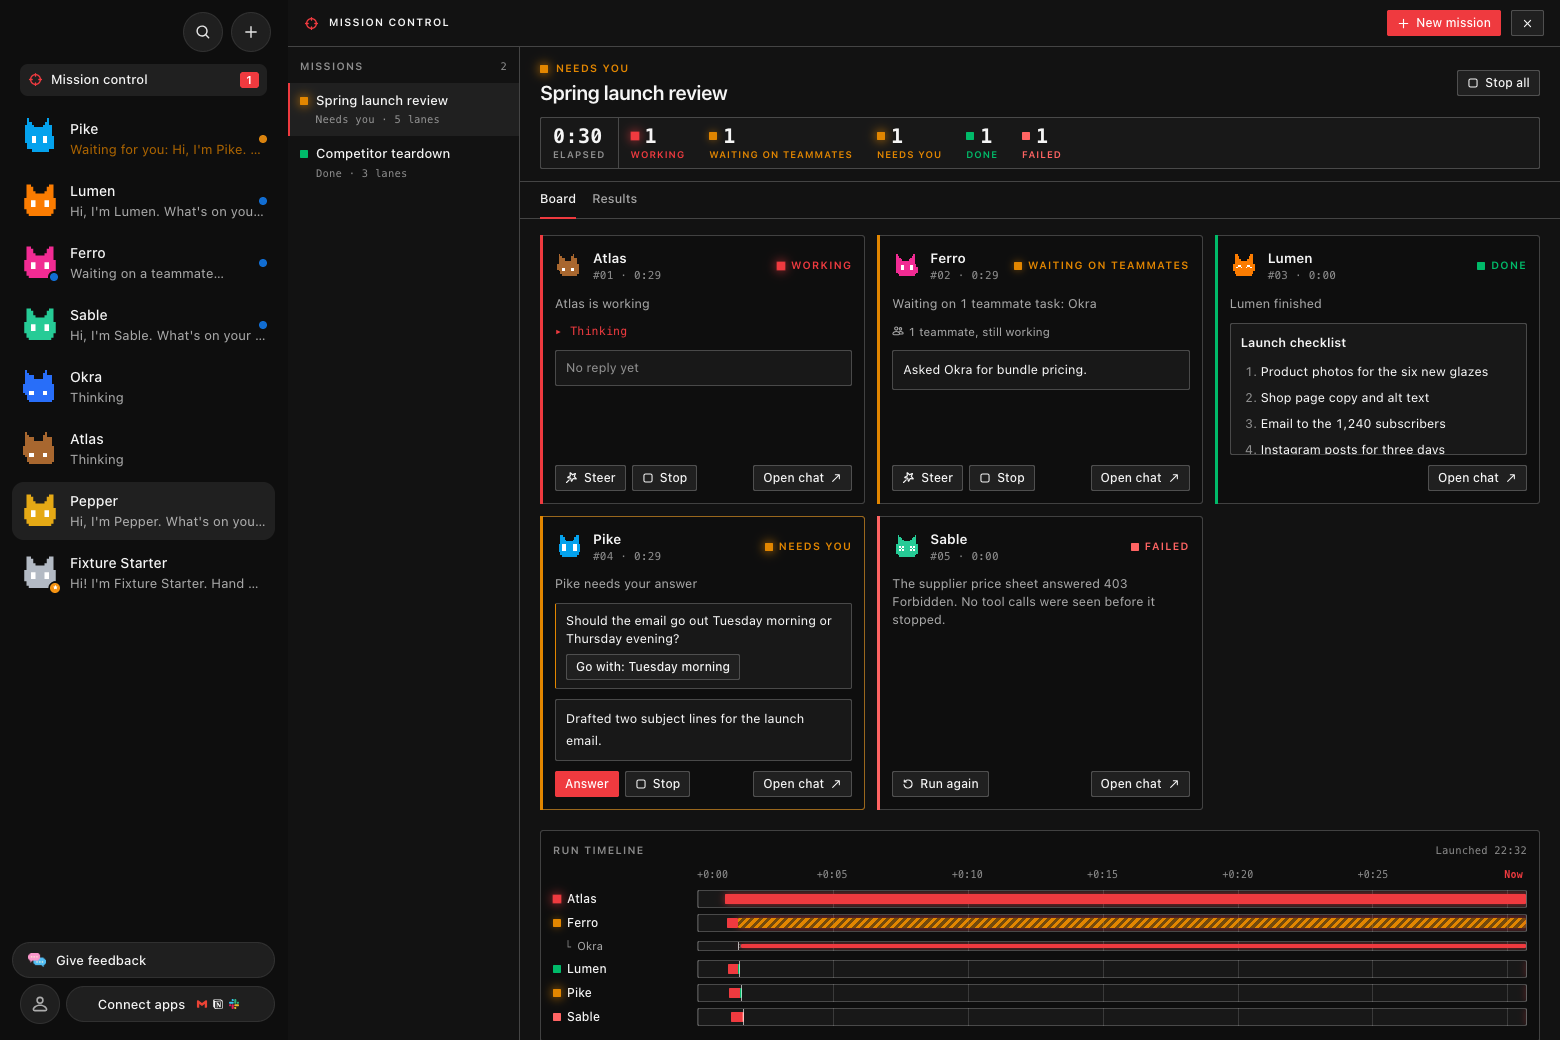 Mission control
1
Pike
Waiting for you: Hi, I'm Pike. ...
Lumen
Hi, I'm Lumen. What's on you...
Ferro
Waiting on a teammate...
Sable
Hi, I'm Sable. What's on your ...
Okra
Thinking
Atlas
Thinking
Pepper
Hi, I'm Pepper. What's on you...
Fixture Starter
Hi! I'm Fixture Starter. Hand ...
Give feedback
Connect apps
MISSION CONTROL
New mission
MISSIONS 2
Spring launch review
Needs you · 5 lanes
Competitor teardown
Done · 3 lanes
NEEDS YOU
Spring launch review
Stop all
0:30 1 1 1 1 1
ELAPSED WORKING WAITING ON TEAMMATES NEEDS YOU DONE FAILED
Board Results
Atlas
#01 · 0:29
WORKING
Atlas is working
Thinking
No reply yet
Steer Stop Open chat
Ferro
#02 · 0:29
WAITING ON TEAMMATES
Waiting on 1 teammate task: Okra
1 teammate, still working
Asked Okra for bundle pricing.
Steer Stop Open chat
Lumen
#03 · 0:00
DONE
Lumen finished
Launch checklist
1. Product photos for the six new glazes
2. Shop page copy and alt text
3. Email to the 1,240 subscribers
4. Instagram posts for three days
Open chat
Pike
#04 · 0:29
NEEDS YOU
Pike needs your answer
Should the email go out Tuesday morning or
Thursday evening?
Go with: Tuesday morning
Drafted two subject lines for the launch
email.
Answer Stop Open chat
Sable
#05 · 0:00
FAILED
The supplier price sheet answered 403
Forbidden. No tool calls were seen before it
stopped.
Run again Open chat
RUN TIMELINE Launched 22:32
+0:00 +0:05 +0:10 +0:15 +0:20 +0:25 Now
Atlas
Ferro
Okra
Lumen
Pike
Sable